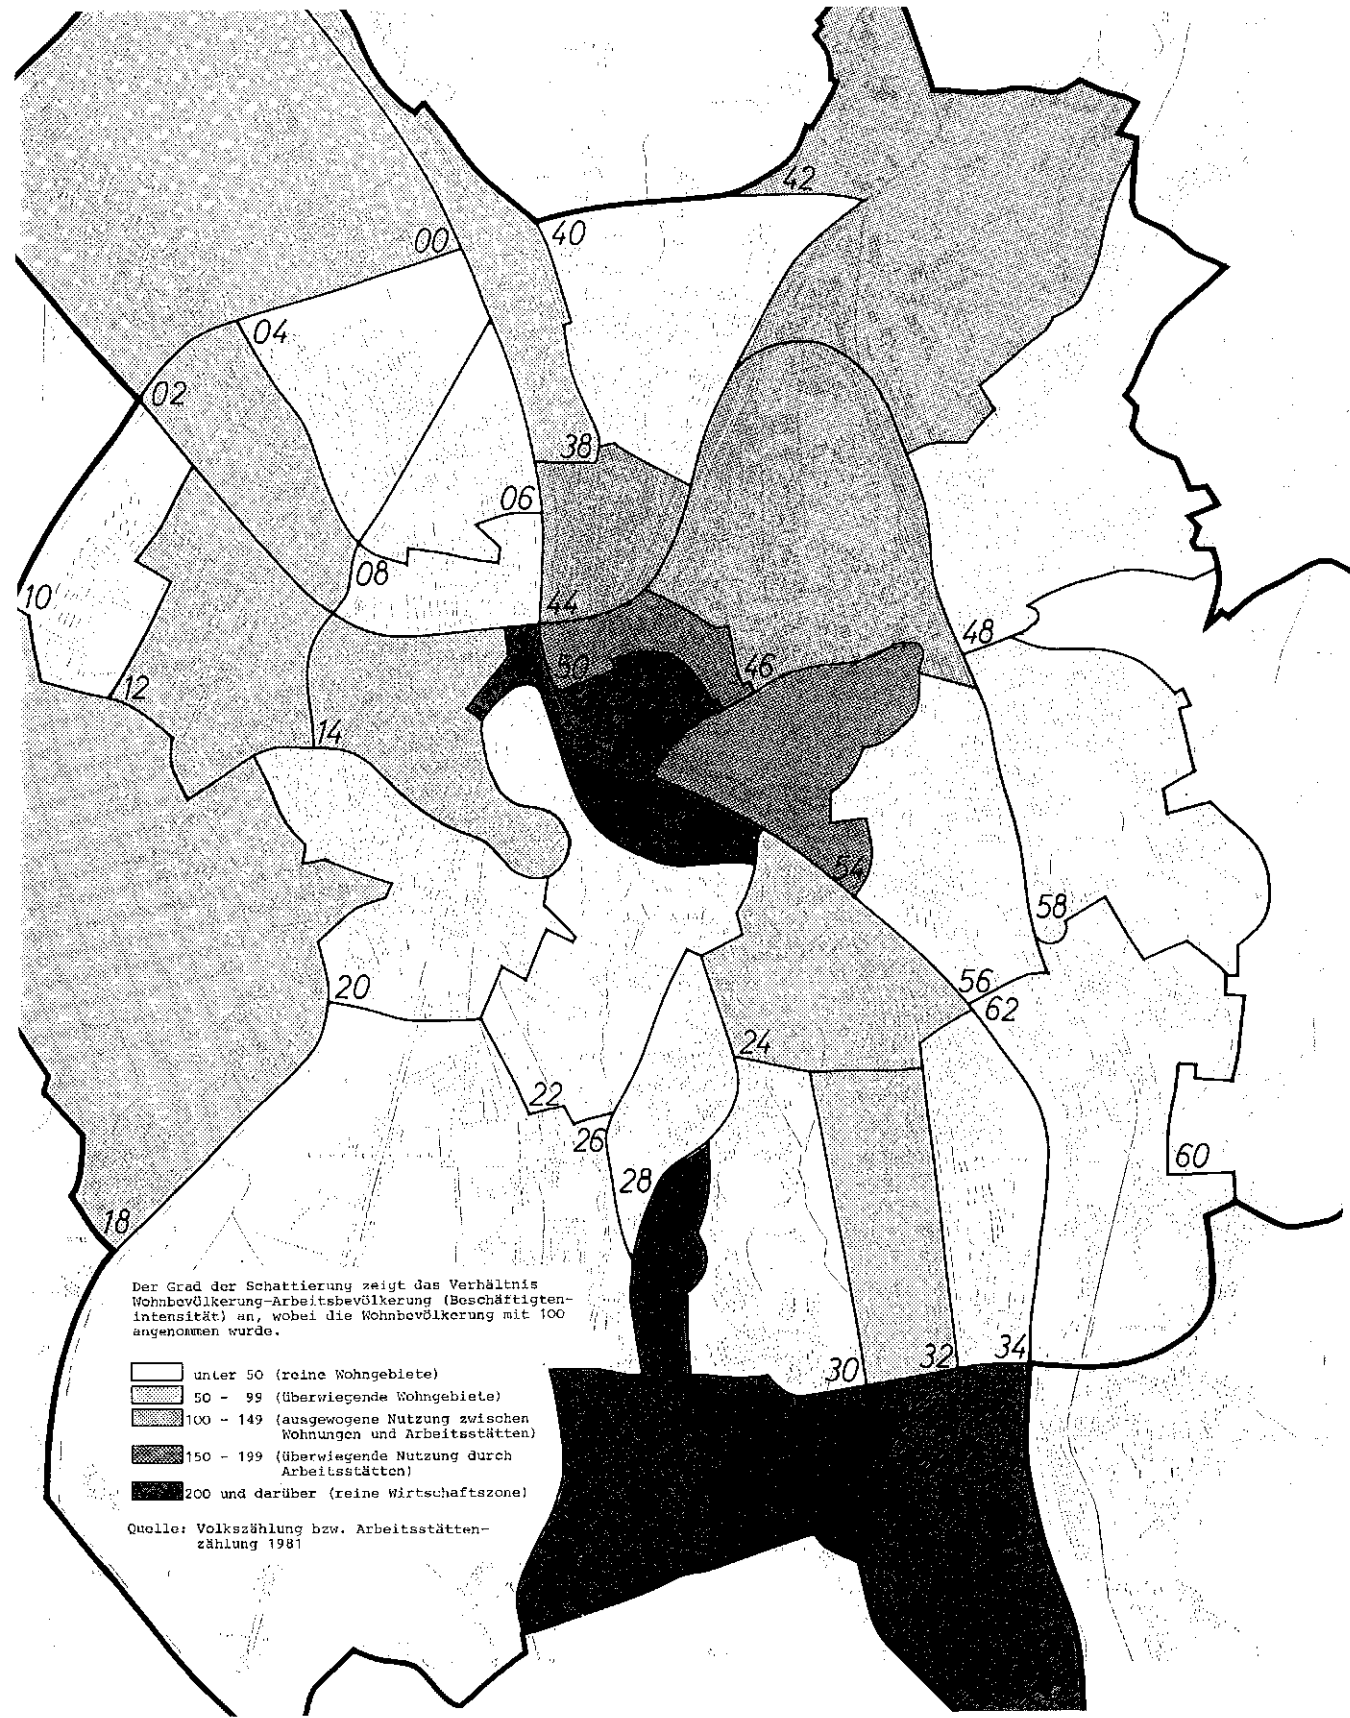 42
40
00
04
02
38
06
08
10
44
48
50
46
12
14
54
58
20
56
62
24
22
26
60
28
18
Der Grad der Schattierung zeigt das Verhältnis
Wohnbevölkerung-Arbeitsbevölkerung (Beschäftigten-
intensität) an, wobei die Wohnbevölkerung mit 100
angenommen wurde.
34
32
30
unter 50 (reine Wohngebiete)
50 - 99 (überwiegende Wohngebiete)
100 - 149 (ausgewogene Nutzung zwischen
Wohnungen und Arbeitsstätten)
150 - 199 (überwiegende Nutzung durch
Arbeitsstätten)
200 und darüber (reine Wirtschaftszone)
Quelle: Volkszählung bzw. Arbeitsstätten-
zählung 1981